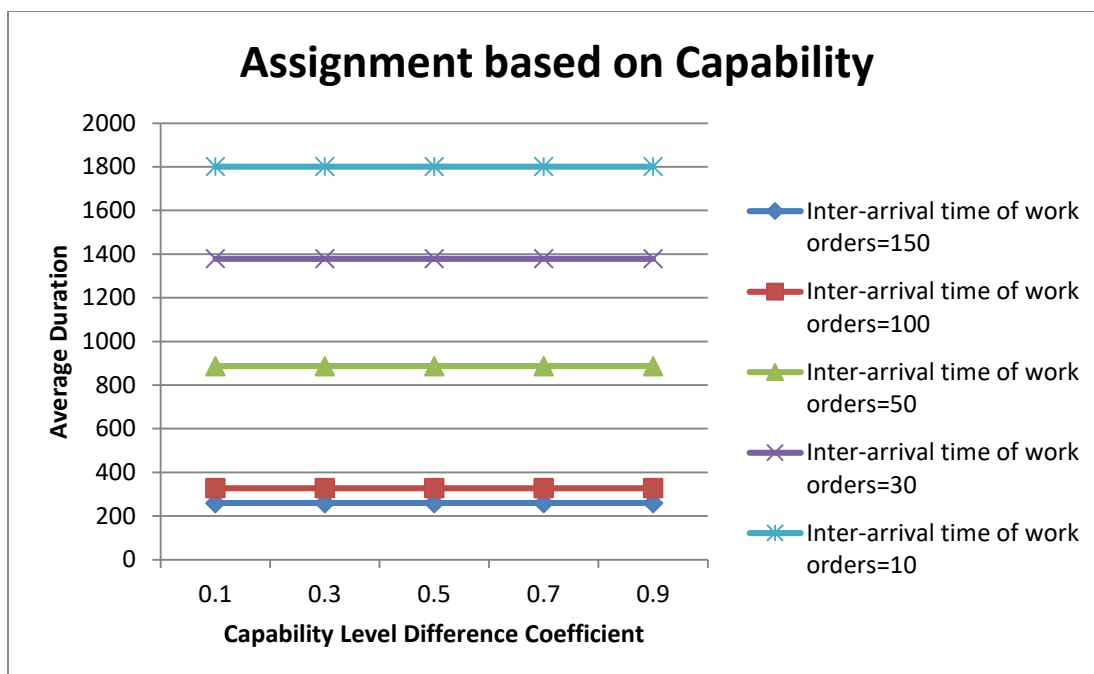 Assignment based on Capability
2000
1800
1600
1400
1200
1000
800
600
400
200
0
Average Duration
0.1 0.3 0.5 0.7 0.9
Capability Level Difference Coefficient
Inter-arrival time of work
orders=150
Inter-arrival time of work
orders=100
Inter-arrival time of work
orders=50
Inter-arrival time of work
orders=30
Inter-arrival time of work
orders=10